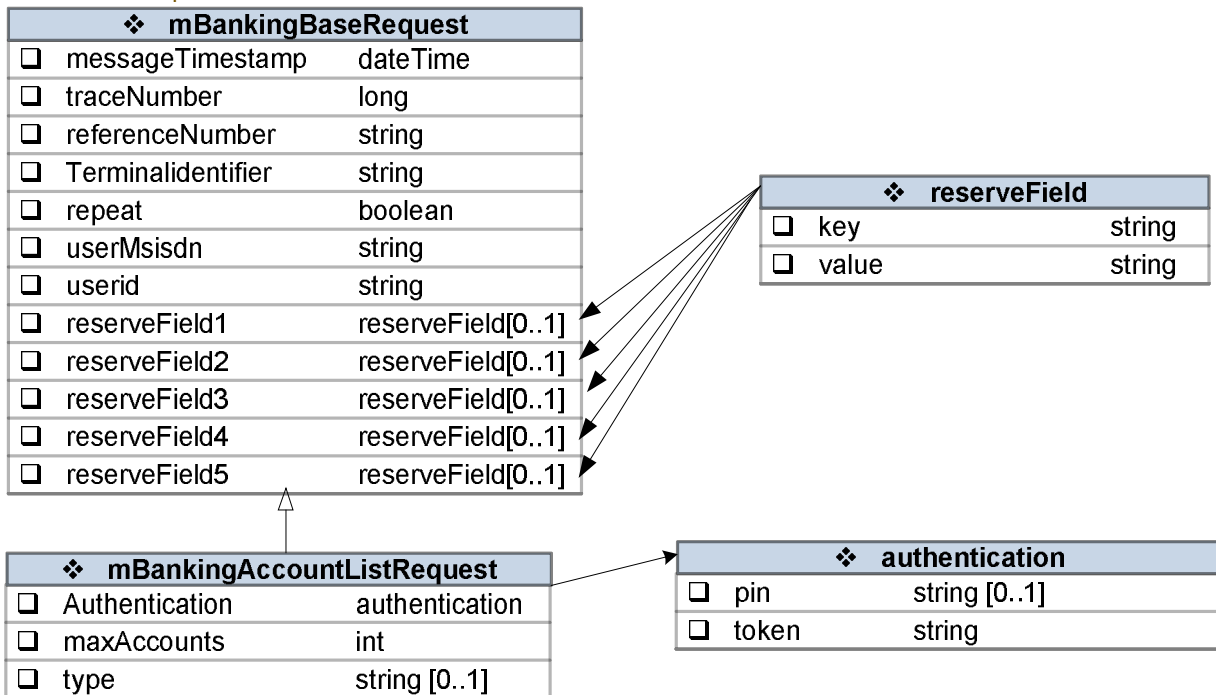 ❖ mBankingBaseRequest
❑ messageTimestamp dateTime
❑ traceNumber long
❑ referenceNumber string
❑ Terminalidentifier string
❑ repeat boolean
❑ userMsisdn string
❑ userid string
❑ reserveField1 reserveField[0..1]
❑ reserveField2 reserveField[0..1]
❑ reserveField3 reserveField[0..1]
❑ reserveField4 reserveField[0..1]
❑ reserveField5 reserveField[0..1]
❖ reserveField
❑ key string
❑ value string
❖ mBankingAccountListRequest
❑ Authentication authentication
❑ maxAccounts int
❑ type string [0..1]
❖ authentication
❑ pin string [0..1]
❑ token string